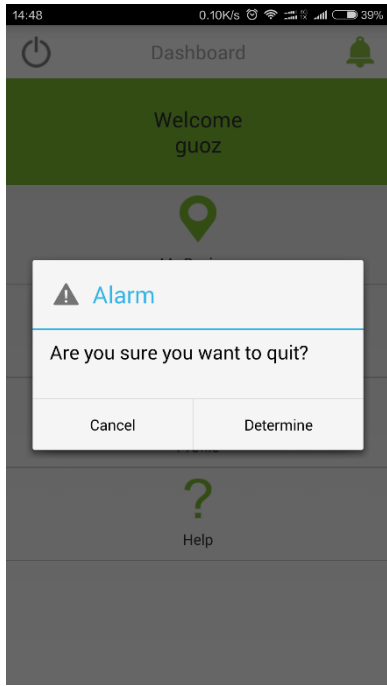 14:48 0.10K/s 39%
Dashboard
Welcome
guoz
Alarm
Are you sure you want to quit?
Cancel Determine
Help